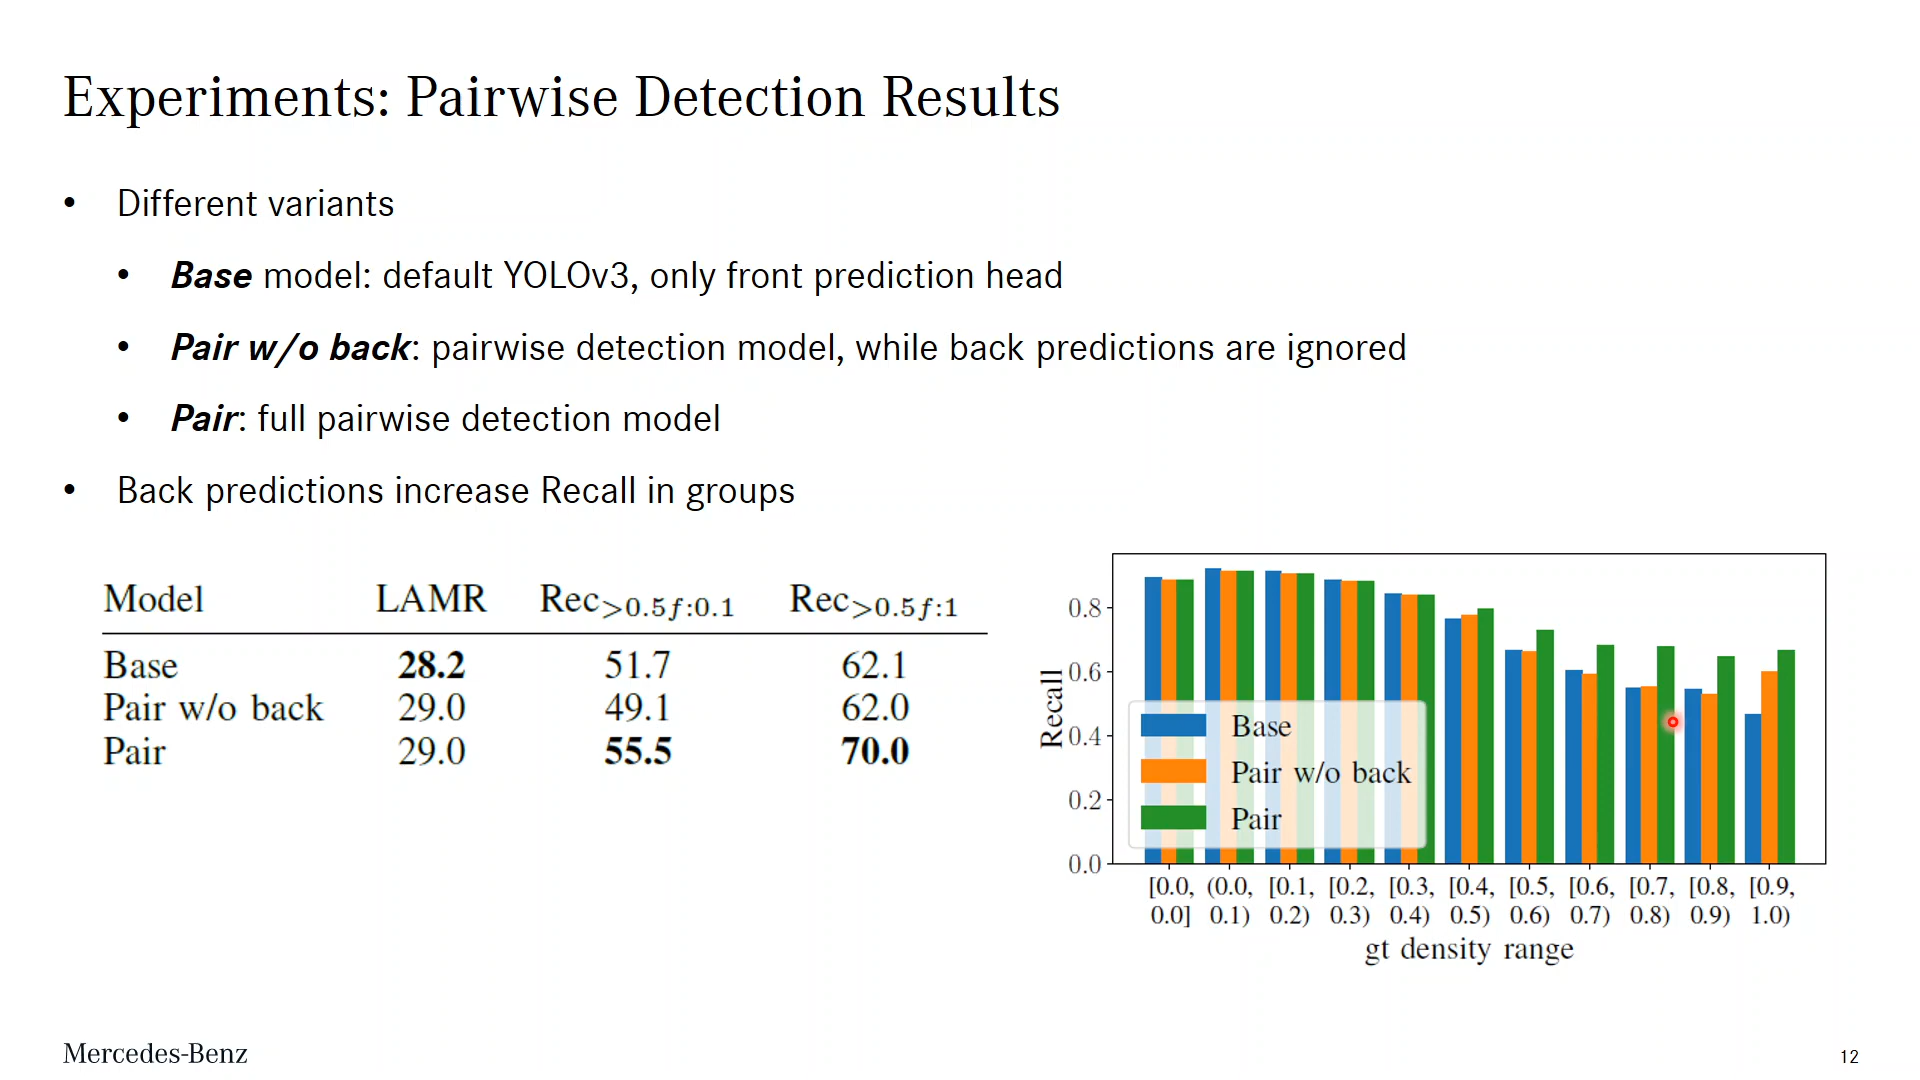 Experiments: Pairwise Detection Results
• Different variants
• Base model: default YOLOv3, only front prediction head
• Pair w/o back: pairwise detection model, while back predictions are ignored
• Pair: full pairwise detection model
• Back predictions increase Recall in groups
Model LAMR Rec>0.5f:0.1 Rec>0.5f:1
Base 28.2 51.7 62.1
Pair w/o back 29.0 49.1 62.0
Pair 29.0 55.5 70.0
Recall
0.8
0.6
0.4
0.2
0.0
Base
Pair w/o back
Pair
[0.0, (0.0, [0.1, [0.2, [0.3, [0.4, [0.5, [0.6, [0.7, [0.8, [0.9,
0.0] 0.1) 0.2) 0.3) 0.4) 0.5) 0.6) 0.7) 0.8) 0.9) 1.0)
gt density range
Mercedes-Benz
12